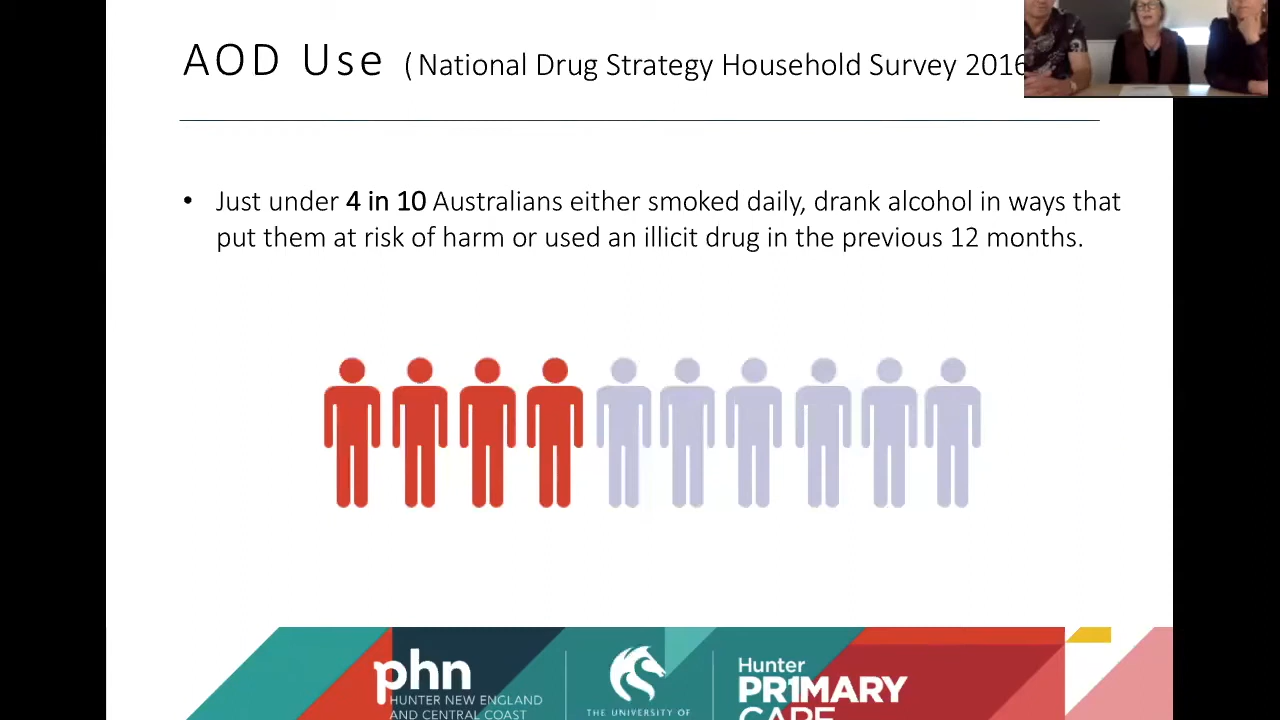 AOD Use (National Drug Strategy Household Survey 2016
• Just under 4 in 10 Australians either smoked daily, drank alcohol in ways that
put them at risk of harm or used an illicit drug in the previous 12 months.
phn
HUNTER NEW ENGLAND
AND CENTRAL COAST
THE UNIVERSITY OF
Hunter
PR1MARY
CARE